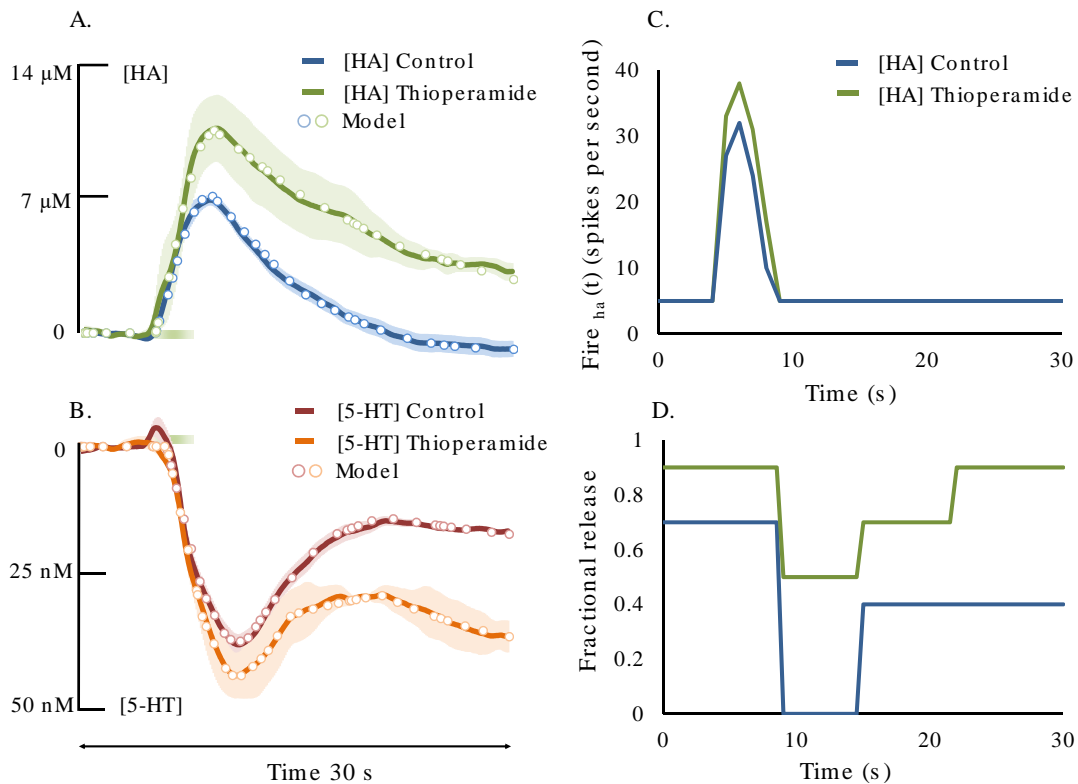 A.
[HA] Control
[HA] Thioperamide
Model
14 μM
[HA]
7 μM
0
B.
[5-HT] Control
[5-HT] Thioperamide
Model
0
25 nM
50 nM
[5-HT]
Time 30 s
C.
[HA] Control
[HA] Thioperamide
Fire ha (t) (spikes per second)
40
30
20
10
0
0 10 20 30
Time (s)
D.
Fractional release
1
0.8
0.6
0.4
0.2
0
0 10 20 30
Time (s)